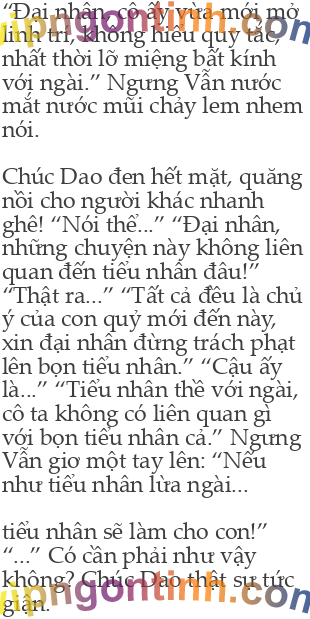 “Đại nhân, cô ấy vừa mới mở
linh trí, không hiểu quy tắc,
nhất thời lỡ miệng bất kính
với ngài.” Ngưng Vẫn nước
mắt nước mũi chảy lem nhem
nói.
Chúc Dao đen hết mặt, quăng
nồi cho người khác nhanh
ghê! “Nói thể...” “Đại nhân,
những chuyện này không liên
quan đến tiểu nhân đâu!”
“Thật ra...” “Tất cả đều là chủ
ý của con quỷ mới đến này,
xin đại nhân đừng trách phạt
lên bọn tiểu nhân.” “Cậu ấy
là...” “Tiểu nhân thề với ngài,
cô ta không có liên quan gì
với bọn tiểu nhân cả.” Ngưng
Vẫn giơ một tay lên: “Nếu
như tiểu nhân lừa ngài...
tiểu nhân sẽ làm cho con!”
“...” Có cần phải như vậy
không? Chúc Dao thật sự tức
giận.
vipngontinh.com
vipngontinh.com